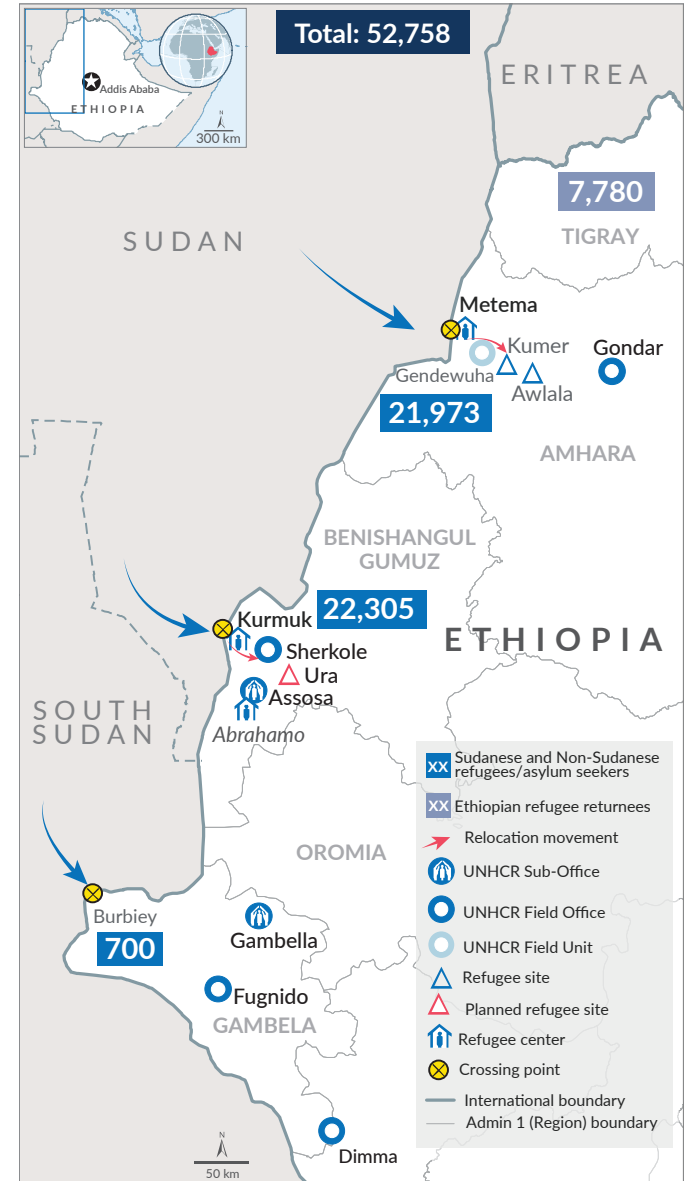 Total: 52,758
Addis Ababa
ETHIOPIA
N
300 km
ERITREA
7,780
TIGRAY
SUDAN
Metema
Kumer
Gondar
Gendewuha
Awlala
21,973
AMHARA
BENISHANGUL
GUMUZ
22,305
Kurmuk
ETHIOPIA
Sherkole
Ura
Assosa
Abrahamo
SOUTH
SUDAN
OROMIA
Burbiey
700
Gambella
Fugnido
GAMBELA
Dimma
N
50 km
XX Sudanese and Non-Sudanese
refugees/asylum seekers
XX Ethiopian refugee returnees
Relocation movement
UNHCR Sub-Office
UNHCR Field Office
UNHCR Field Unit
Refugee site
Planned refugee site
Refugee center
Crossing point
International boundary
Admin 1 (Region) boundary